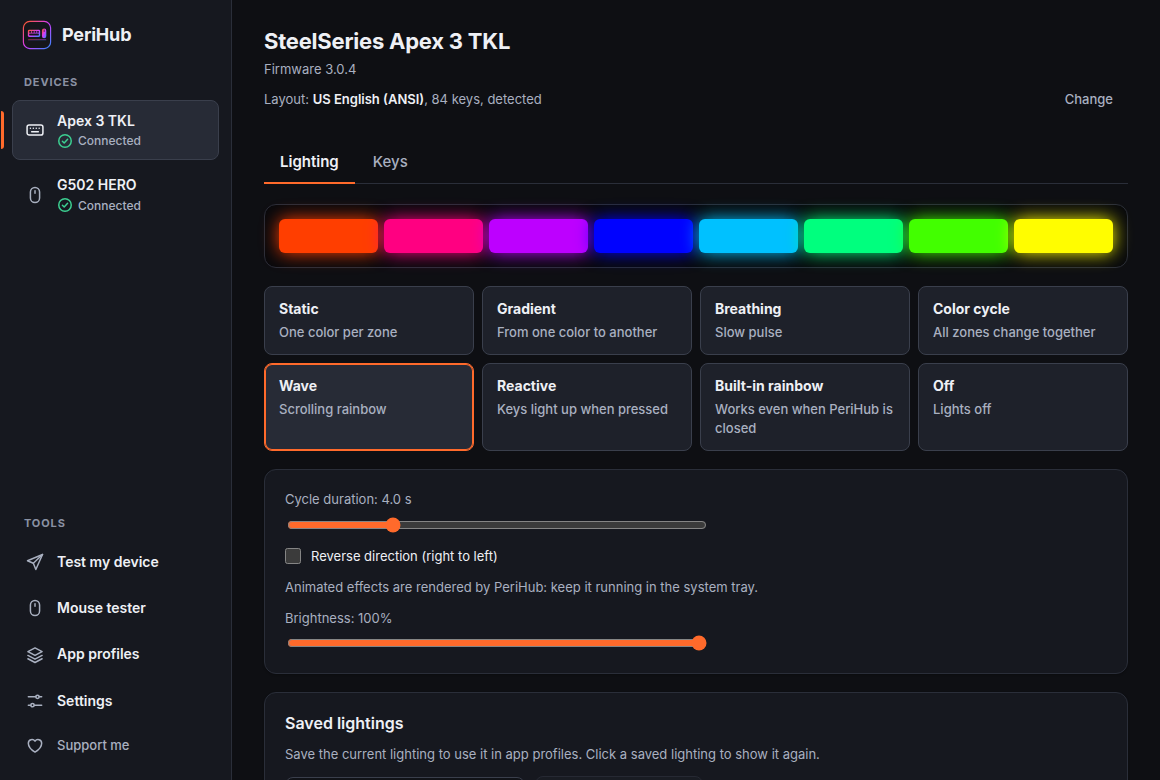 PeriHub
DEVICES
Apex 3 TKL
Connected
G502 HERO
Connected
TOOLS
Test my device
Mouse tester
App profiles
Settings
Support me
SteelSeries Apex 3 TKL
Firmware 3.0.4
Layout: US English (ANSI), 84 keys, detected
Change
Lighting
Keys
Static
One color per zone
Gradient
From one color to another
Breathing
Slow pulse
Color cycle
All zones change together
Wave
Scrolling rainbow
Reactive
Keys light up when pressed
Built-in rainbow
Works even when PeriHub is
closed
Off
Lights off
Cycle duration: 4.0 s
Reverse direction (right to left)
Animated effects are rendered by PeriHub: keep it running in the system tray.
Brightness: 100%
Saved lightings
Save the current lighting to use it in app profiles. Click a saved lighting to show it again.